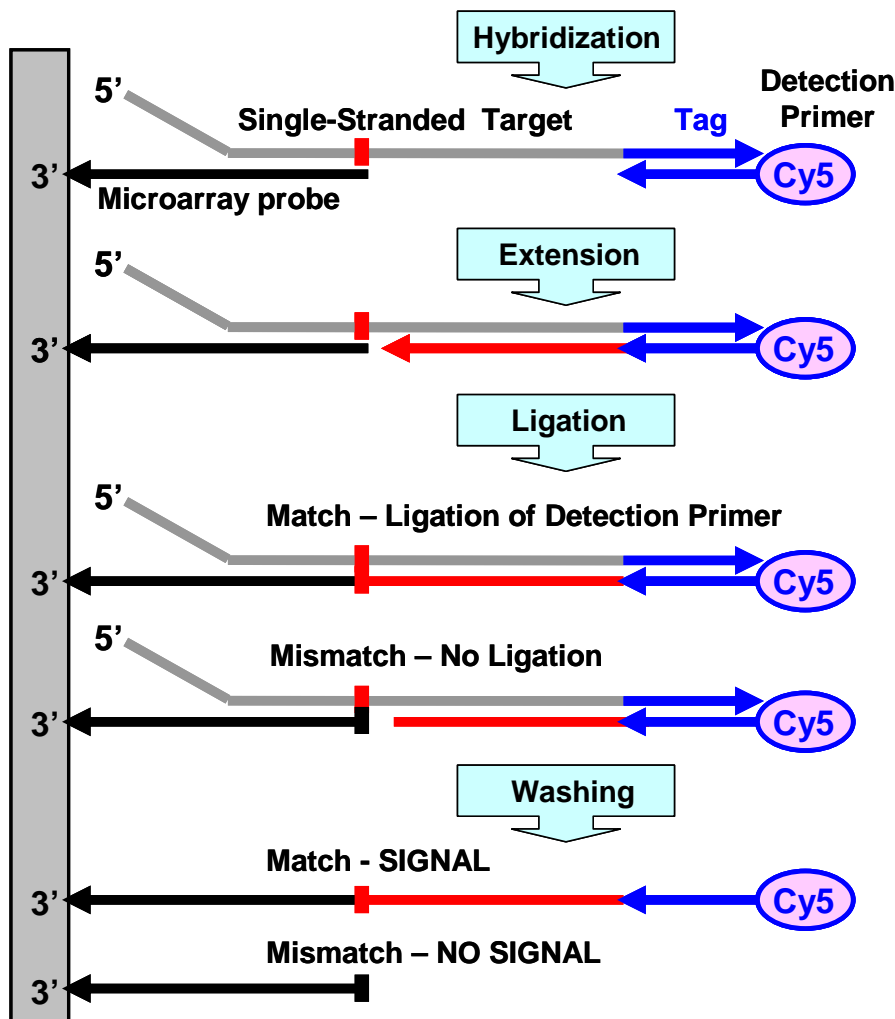 Hybridization
5’
Detection
Primer
Single-Stranded Target
Tag
3’
Cy5
Microarray probe
Extension
5’
3’
Cy5
Ligation
5’
Match – Ligation of Detection Primer
3’
Cy5
5’
Mismatch – No Ligation
3’
Cy5
Washing
Match - SIGNAL
3’
Cy5
Mismatch – NO SIGNAL
3’